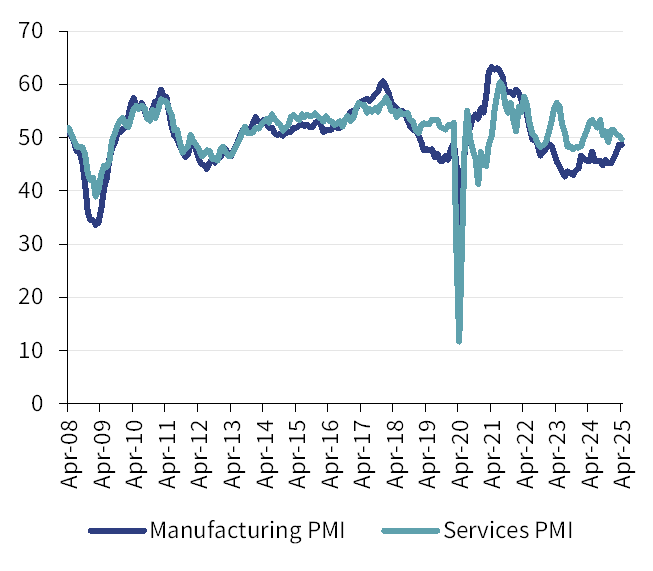 70
60
50
40
30
20
10
0
Apr-08
Apr-09
Apr-10
Apr-11
Apr-12
Apr-13
Apr-14
Apr-15
Apr-16
Apr-17
Apr-18
Apr-19
Apr-20
Apr-21
Apr-22
Apr-23
Apr-24
Apr-25
Manufacturing PMI Services PMI